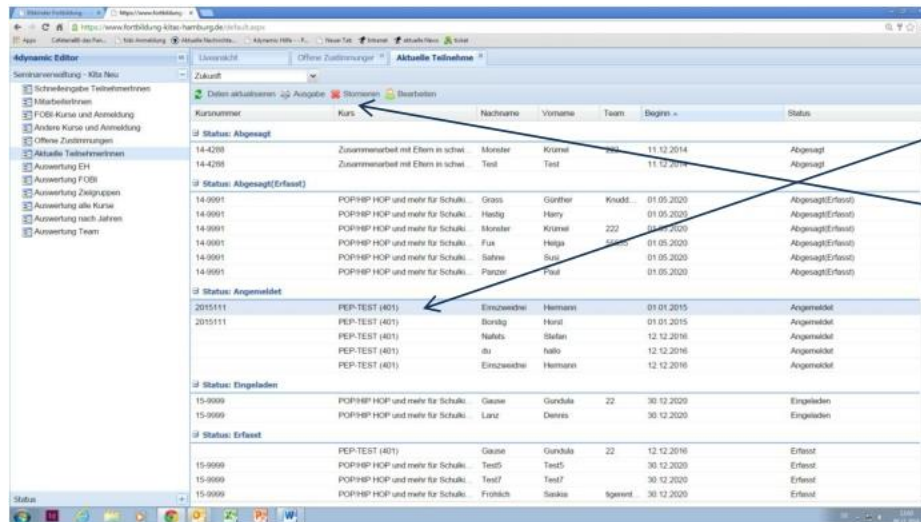 https://www.fortbildung-kitas-hamburg.de/default.aspx
Apps
4dynamic Editor
Liveansicht
Offene Zustimmungen
Aktuelle Teilnehme
Seminarverwaltung - Kita Neu
Zukunft
Schnelleingabe TeilnehmerInnen
MitarbeiterInnen
FOBI-Kurse und Anmeldung
Andere Kurse und Anmeldung
Offene Zustimmungen
Aktuelle TeilnehmerInnen
Auswertung EH
Auswertung FOBI
Auswertung Zielgruppen
Auswertung alle Kurse
Auswertung nach Jahren
Auswertung Team
Status
Daten aktualisieren Ausgabe Stornieren Bearbeiten
Kursnummer Kurs Nachname Vorname Team Beginn Status
Status: Abgesagt
14-4288 Zusammenarbeit mit Eltern in schwi... Monster Krümel 222 11.12.2014 Abgesagt
14-4288 Zusammenarbeit mit Eltern in schwi... Test Test 11.12.2014 Abgesagt
Status: Abgesagt(Erfasst)
14-9991 POP/HIP HOP und mehr für Schulki... Grass Günther Knudd... 01.05.2020 Abgesagt(Erfasst)
14-9991 POP/HIP HOP und mehr für Schulki... Hastig Harry 01.05.2020 Abgesagt(Erfasst)
14-9991 POP/HIP HOP und mehr für Schulki... Monster Krümel 222 01.05.2020 Abgesagt(Erfasst)
14-9991 POP/HIP HOP und mehr für Schulki... Fux Helga 01.05.2020 Abgesagt(Erfasst)
14-9991 POP/HIP HOP und mehr für Schulki... Sahne Susi 01.05.2020 Abgesagt(Erfasst)
14-9991 POP/HIP HOP und mehr für Schulki... Panzer Paul 01.05.2020 Abgesagt(Erfasst)
Status: Angemeldet
2015111 PEP-TEST (401) Einszweidrei Hermann 01.01.2015 Angemeldet
2015111 PEP-TEST (401) Horst 01.01.2015 Angemeldet
PEP-TEST (401) Nafets Stefan 12.12.2016 Angemeldet
PEP-TEST (401) du hallo 12.12.2016 Angemeldet
PEP-TEST (401) Einszweidrei Hermann 12.12.2016 Angemeldet
Status: Eingeladen
15-9999 POP/HIP HOP und mehr für Schulki... Gause Gundula 22 30.12.2020 Eingeladen
15-9999 POP/HIP HOP und mehr für Schulki... Lanz Dennis 30.12.2020 Eingeladen
Status: Erfasst
PEP-TEST (401) Gause Gundula 22 12.12.2016 Erfasst
15-9999 POP/HIP HOP und mehr für Schulki... Test5 Test5 30.12.2020 Erfasst
15-9999 POP/HIP HOP und mehr für Schulki... Test7 Test7 30.12.2020 Erfasst
15-9999 POP/HIP HOP und mehr für Schulki... Fröhlich Saskia tigerent... 30.12.2020 Erfasst